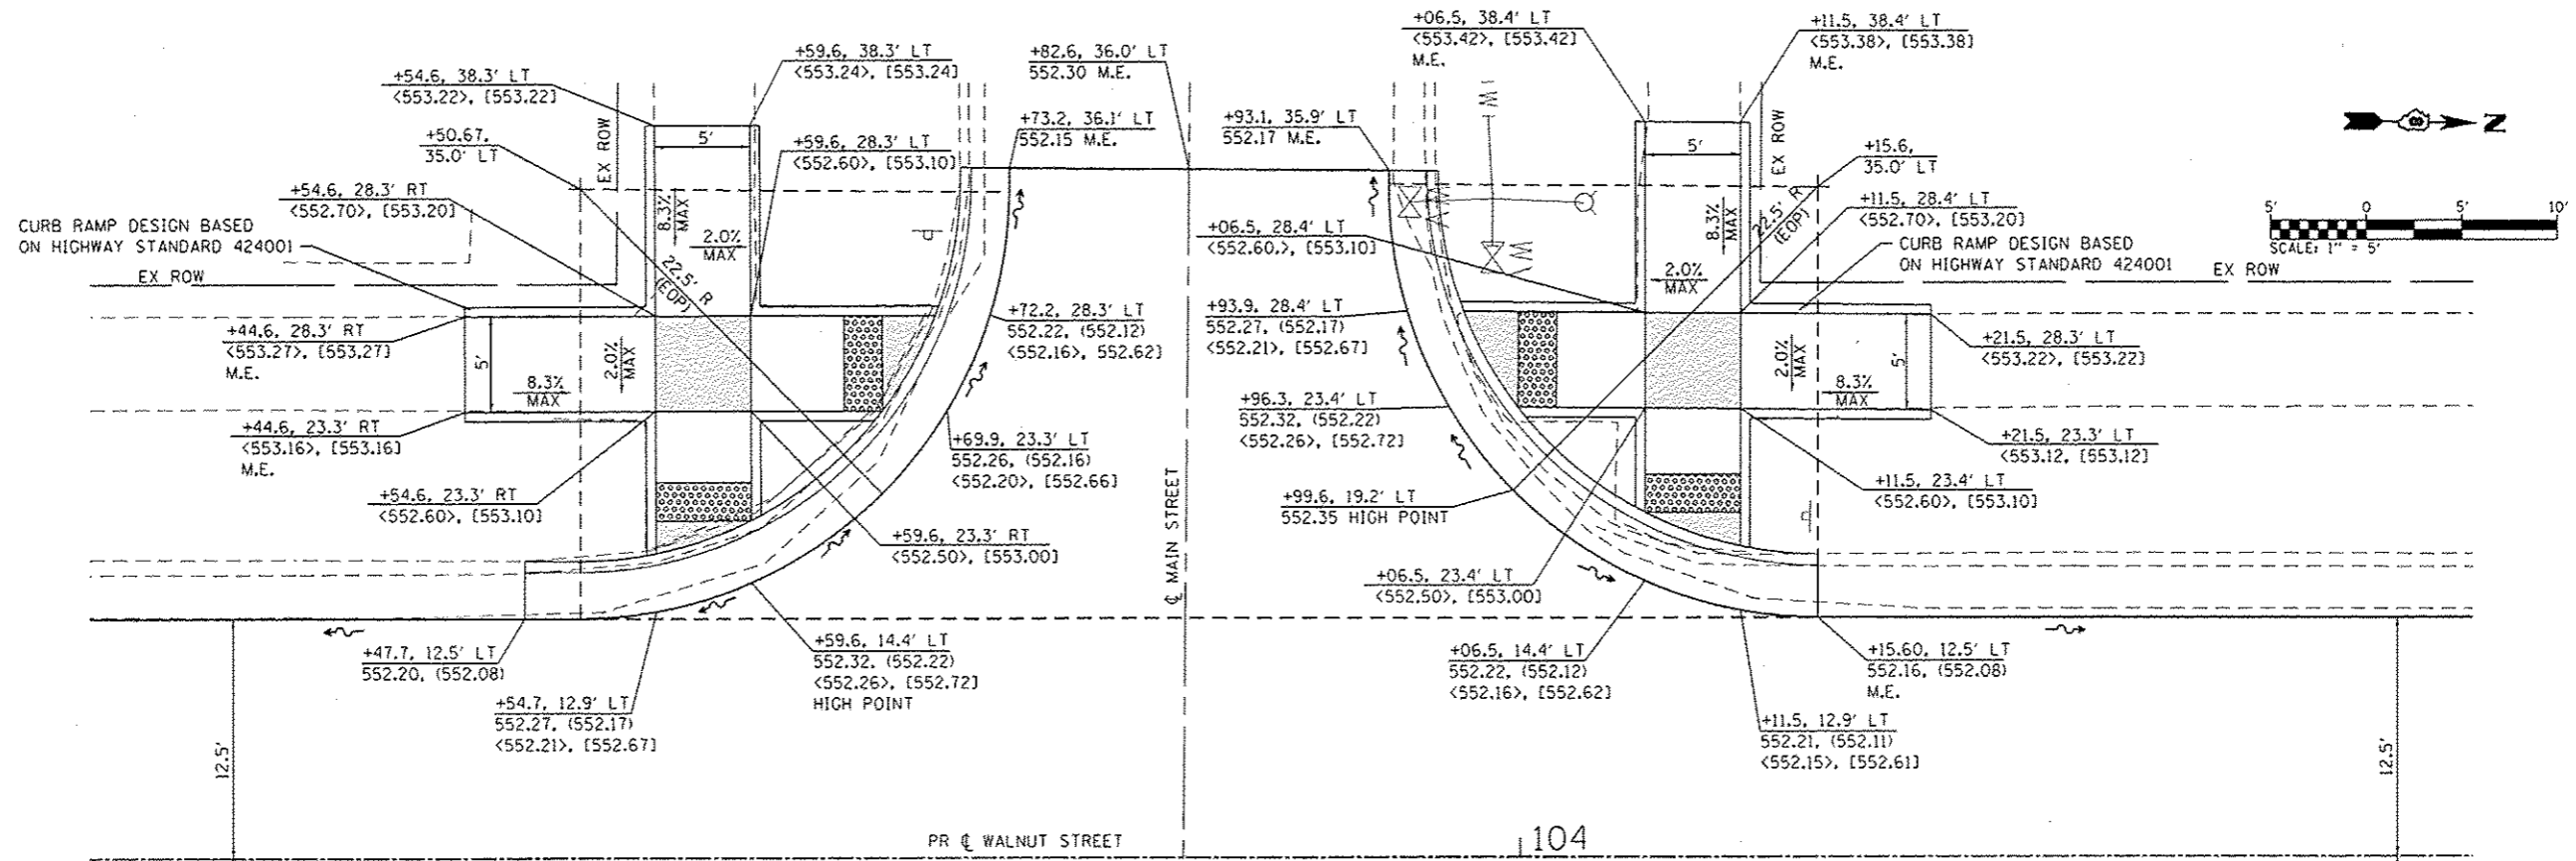 +54.6, 38.3' LT
<553.22>, [553.22]
+50.67,
35.0' LT
+54.6, 28.3' RT
<552.70>, [553.20]
CURB RAMP DESIGN BASED
ON HIGHWAY STANDARD 424001
EX ROW
+44.6, 28.3' RT
<553.27>, [553.27]
M.E.
+44.6, 23.3' RT
<553.16>, [553.16]
M.E.
+54.6, 23.3' RT
<552.60>, [553.10]
+47.7, 12.5' LT
552.20, (552.08)
+54.7, 12.9' LT
552.27, (552.17)
<552.21>, [552.67]
12.5'
EX ROW
5'
8.3%
MAX
2.0%
MAX
22.5' R
(EOP)
5'
8.3%
MAX
2.0%
MAX
+59.6, 38.3' LT
<553.24>, [553.24]
+59.6, 28.3' LT
<552.60>, [553.10]
+82.6, 36.0' LT
552.30 M.E.
+73.2, 36.1' LT
552.15 M.E.
+72.2, 28.3' LT
552.22, (552.12)
<552.16>, 552.62]
+69.9, 23.3' LT
552.26, (552.16)
<552.20>, [552.66]
+59.6, 23.3' RT
<552.50>, [553.00]
+59.6, 14.4' LT
552.32, (552.22)
<552.26>, [552.72]
HIGH POINT
℄ MAIN STREET
PR ℄ WALNUT STREET
104
+06.5, 38.4' LT
<553.42>, [553.42]
M.E.
+93.1, 35.9' LT
552.17 M.E.
+06.5, 28.4' LT
<552.60.>, [553.10]
+93.9, 28.4' LT
552.27, (552.17)
<552.21>, [552.67]
+96.3, 23.4' LT
552.32, (552.22)
<552.26>, [552.72]
+99.6, 19.2' LT
552.35 HIGH POINT
+06.5, 23.4' LT
<552.50>, [553.00]
+06.5, 14.4' LT
552.22, (552.12)
<552.16>, [552.62]
W
W
W
5'
8.3%
MAX
2.0%
MAX
22.5' R
(EOP)
EX ROW
+11.5, 38.4' LT
<553.38>, [553.38]
M.E.
+15.6,
35.0' LT
+11.5, 28.4' LT
<552.70>, [553.20]
CURB RAMP DESIGN BASED
ON HIGHWAY STANDARD 424001
EX ROW
2.0%
MAX
8.3%
MAX
5'
+21.5, 28.3' LT
<553.22>, [553.22]
+21.5, 23.3' LT
<553.12, [553.12]
+11.5, 23.4' LT
<552.60>, [553.10]
+15.60, 12.5' LT
552.16, (552.08)
M.E.
+11.5, 12.9' LT
552.21, (552.11)
<552.15>, [552.61]
12.5'
N
5' 0 5' 10'
SCALE: 1" = 5'